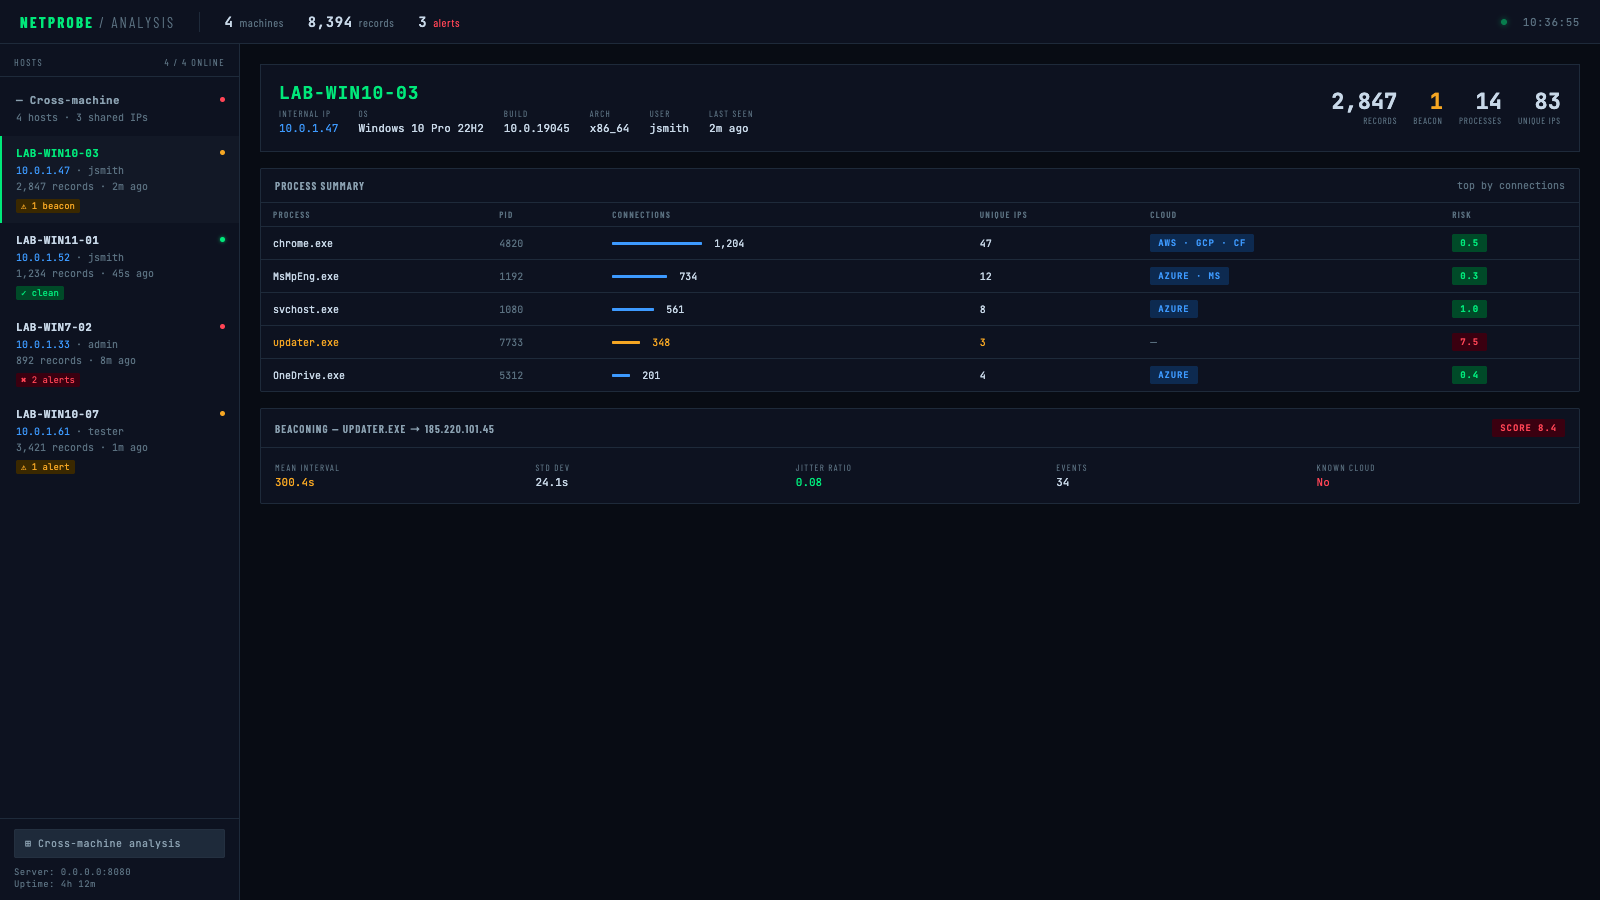 NETPROBE / ANALYSIS 4 machines 8,394 records 3 alerts 10:36:55
HOSTS 4 / 4 ONLINE
— Cross-machine
4 hosts · 3 shared IPs
LAB-WIN10-03
10.0.1.47 · jsmith
2,847 records · 2m ago
⚠ 1 beacon
LAB-WIN11-01
10.0.1.52 · jsmith
1,234 records · 45s ago
✓ clean
LAB-WIN7-02
10.0.1.33 · admin
892 records · 8m ago
✖ 2 alerts
LAB-WIN10-07
10.0.1.61 · tester
3,421 records · 1m ago
⚠ 1 alert
⊞ Cross-machine analysis
Server: 0.0.0.0:8080
Uptime: 4h 12m
LAB-WIN10-03
INTERNAL IP OS BUILD ARCH USER LAST SEEN
10.0.1.47 Windows 10 Pro 22H2 10.0.19045 x86_64 jsmith 2m ago
2,847 1 14 83
RECORDS BEACON PROCESSES UNIQUE IPS
PROCESS SUMMARY top by connections
PROCESS PID CONNECTIONS UNIQUE IPS CLOUD RISK
chrome.exe 4820 1,204 47 AWS · GCP · CF 0.5
MsMpEng.exe 1192 734 12 AZURE · MS 0.3
svchost.exe 1080 561 8 AZURE 1.0
updater.exe 7733 348 3 — 7.5
OneDrive.exe 5312 201 4 AZURE 0.4
BEACONING — UPDATER.EXE → 185.220.101.45 SCORE 8.4
MEAN INTERVAL STD DEV JITTER RATIO EVENTS KNOWN CLOUD
300.4s 24.1s 0.08 34 No